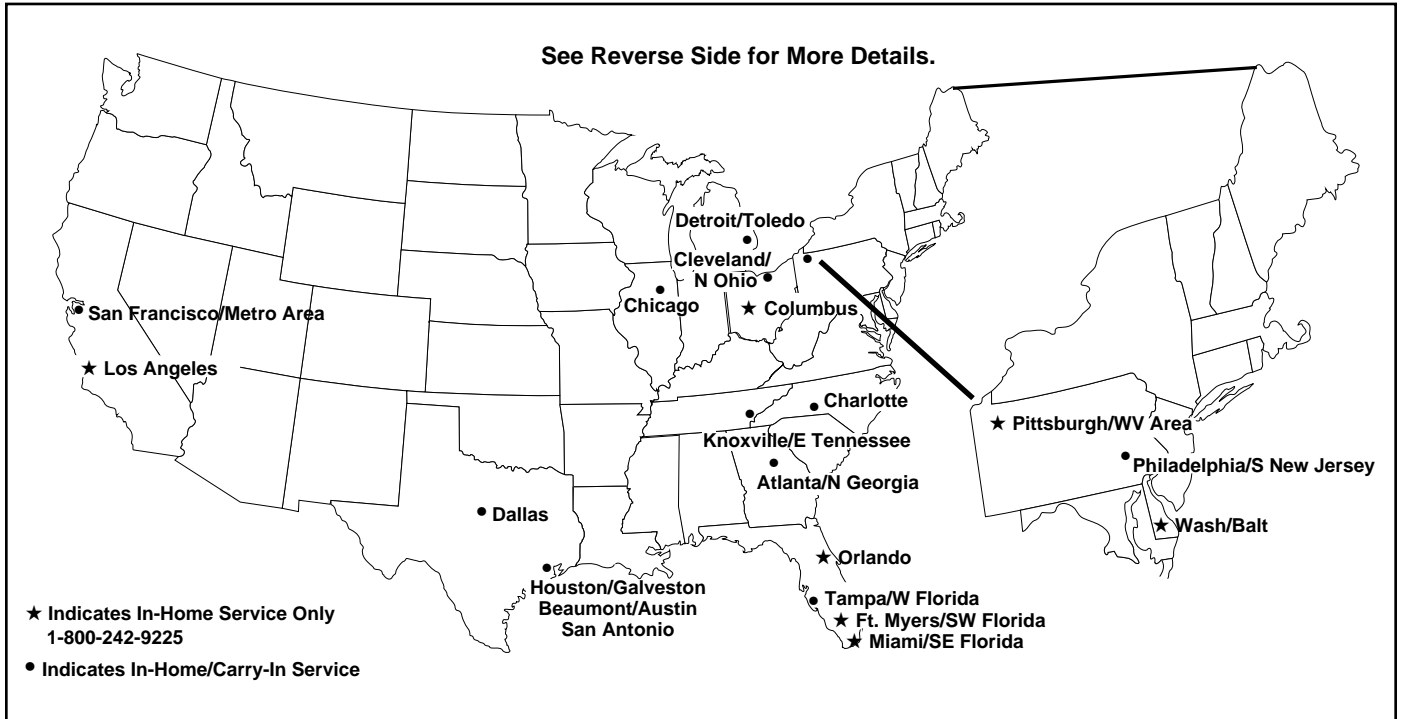 See Reverse Side for More Details.
Detroit/Toledo
Cleveland/
N Ohio
Chicago
Columbus
San Francisco/Metro Area
Los Angeles
Charlotte
Knoxville/E Tennessee
Atlanta/N Georgia
Pittsburgh/WV Area
Philadelphia/S New Jersey
Wash/Balt
Dallas
Orlando
Houston/Galveston
Beaumont/Austin
San Antonio
Tampa/W Florida
Ft. Myers/SW Florida
Miami/SE Florida
★ Indicates In-Home Service Only
1-800-242-9225
• Indicates In-Home/Carry-In Service